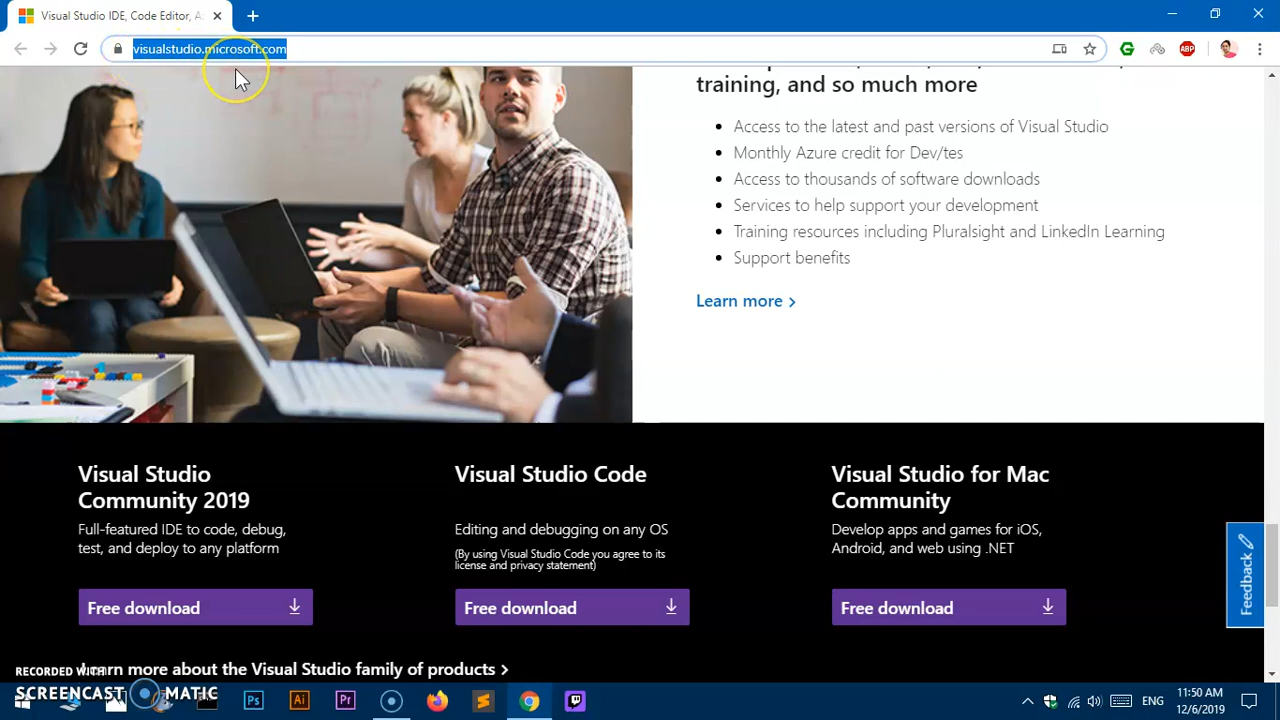 Visual Studio IDE, Code Editor, A
visualstudio.microsoft.com
ABP
training, and so much more
Access to the latest and past versions of Visual Studio
Monthly Azure credit for Dev/tes
Access to thousands of software downloads
Services to help support your development
Training resources including Pluralsight and LinkedIn Learning
Support benefits
Learn more
Visual Studio
Community 2019
Full-featured IDE to code, debug,
test, and deploy to any platform
Free download
Visual Studio Code
Editing and debugging on any OS
(By using Visual Studio Code you agree to its
license and privacy statement)
Free download
Visual Studio for Mac
Community
Develop apps and games for iOS,
Android, and web using .NET
Free download
Feedback
Learn more about the Visual Studio family of products
RECORDED WITH
SCREENCAST MATIC
Ps
Ai
Pr
ENG
11:50 AM
12/6/2019